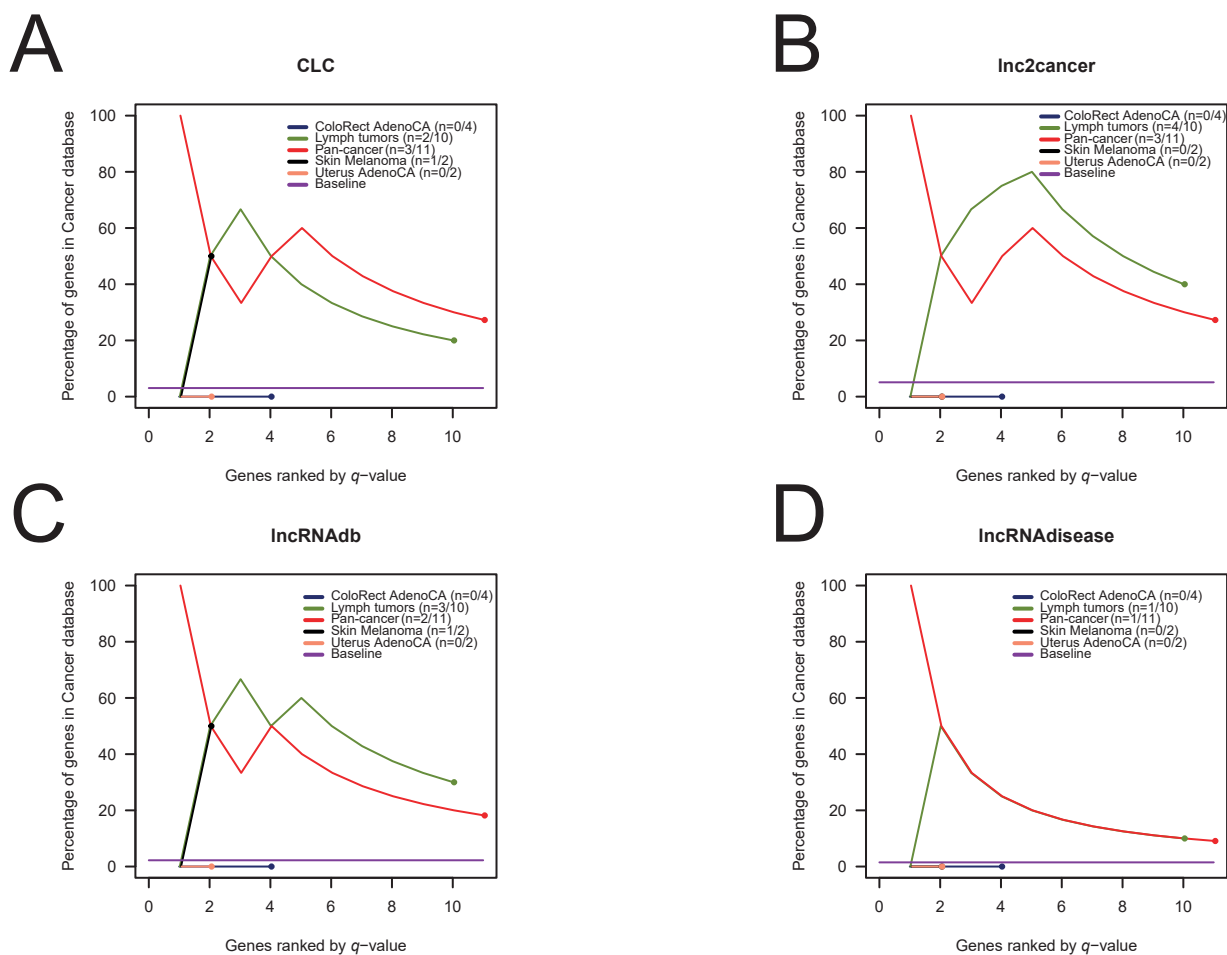 A
CLC
Percentage of genes in Cancer database
100
80
60
40
20
0
ColoRect AdenoCA (n=0/4)
Lymph tumors (n=2/10)
Pan-cancer (n=3/11)
Skin Melanoma (n=1/2)
Uterus AdenoCA (n=0/2)
Baseline
0 2 4 6 8 10
Genes ranked by q-value
B
lnc2cancer
Percentage of genes in Cancer database
100
80
60
40
20
0
ColoRect AdenoCA (n=0/4)
Lymph tumors (n=4/10)
Pan-cancer (n=3/11)
Skin Melanoma (n=0/2)
Uterus AdenoCA (n=0/2)
Baseline
0 2 4 6 8 10
Genes ranked by q-value
C
lncRNAdb
Percentage of genes in Cancer database
100
80
60
40
20
0
ColoRect AdenoCA (n=0/4)
Lymph tumors (n=3/10)
Pan-cancer (n=2/11)
Skin Melanoma (n=1/2)
Uterus AdenoCA (n=0/2)
Baseline
0 2 4 6 8 10
Genes ranked by q-value
D
lncRNAdisease
Percentage of genes in Cancer database
100
80
60
40
20
0
ColoRect AdenoCA (n=0/4)
Lymph tumors (n=1/10)
Pan-cancer (n=1/11)
Skin Melanoma (n=0/2)
Uterus AdenoCA (n=0/2)
Baseline
0 2 4 6 8 10
Genes ranked by q-value